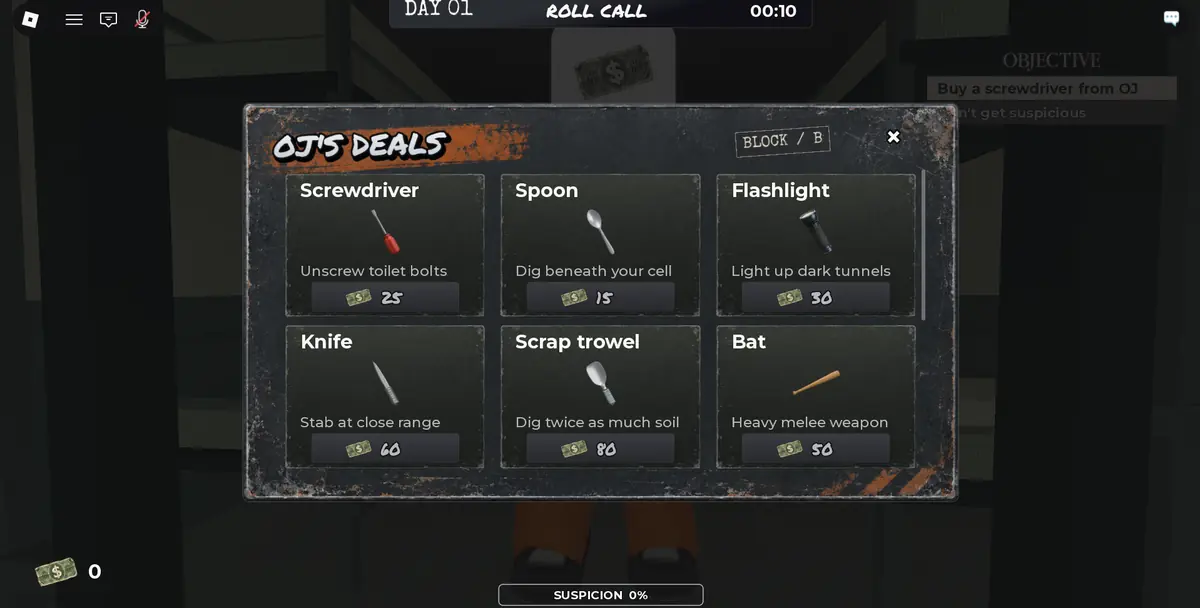 DAY 01
ROLL CALL
00:10
OBJECTIVE
Buy a screwdriver from OJ
n't get suspicious
OJ'S DEALS
BLOCK / B
Screwdriver
Unscrew toilet bolts
25
Spoon
Dig beneath your cell
15
Flashlight
Light up dark tunnels
30
Knife
Stab at close range
60
Scrap trowel
Dig twice as much soil
80
Bat
Heavy melee weapon
50
0
SUSPICION 0%